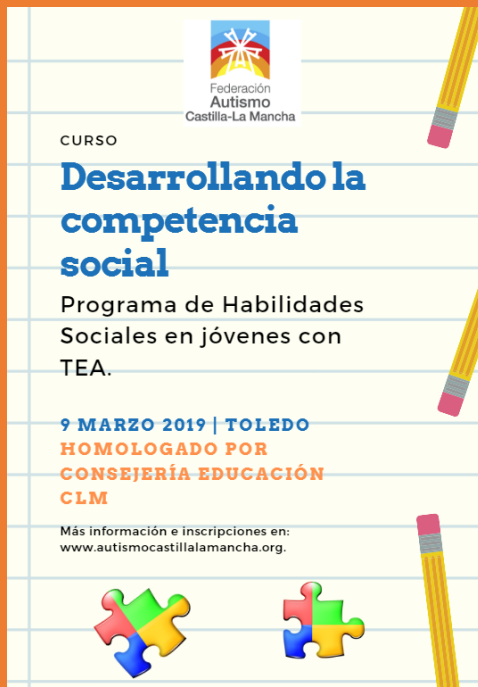 Federación
Autismo
Castilla-La Mancha
CURSO
Desarrollando la
competencia
social
Programa de Habilidades
Sociales en jóvenes con
TEA.
9 MARZO 2019 | TOLEDO
HOMOLOGADO POR
CONSEJERÍA EDUCACIÓN
CLM
Más información e inscripciones en:
www.autismocastillalamancha.org.